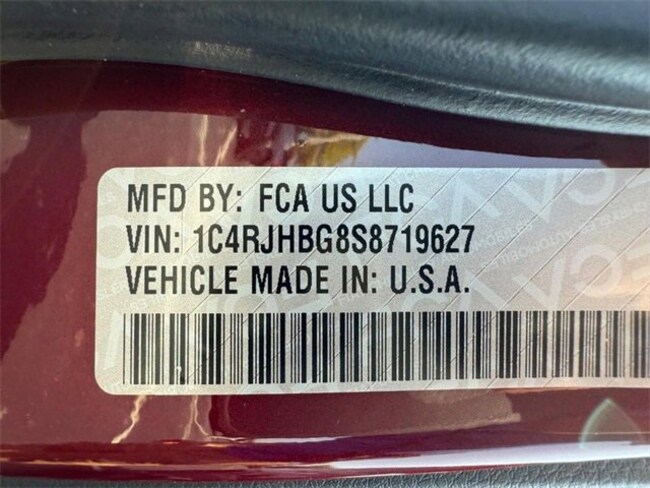 MFD BY: FCA US LLC
VIN: 1C4RJHBG8S8719627
VEHICLE MADE IN: U.S.A.